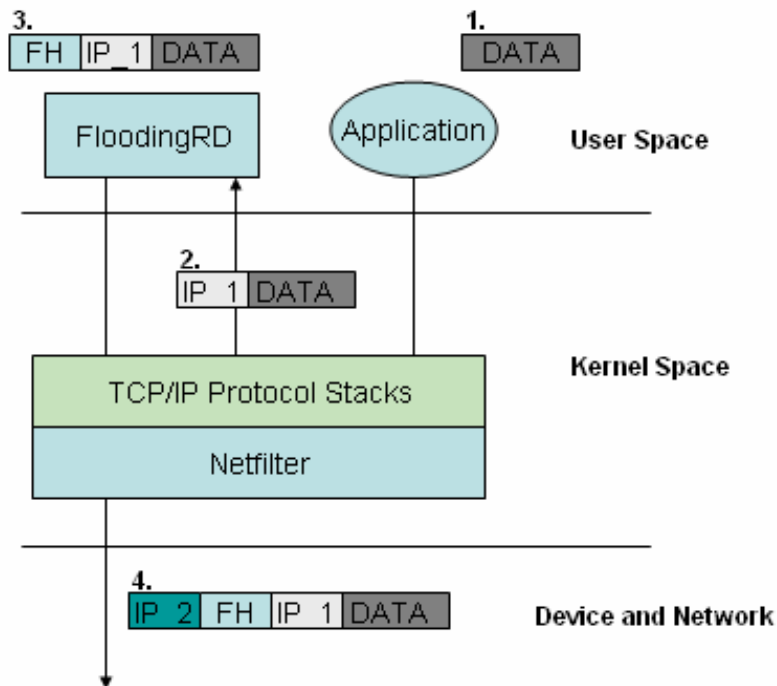 3.
1.
FH IP_1 DATA
DATA
FloodingRD
Application
User Space
2.
IP_1 DATA
Kernel Space
TCP/IP Protocol Stacks
Netfilter
4.
IP_2 FH IP_1 DATA
Device and Network